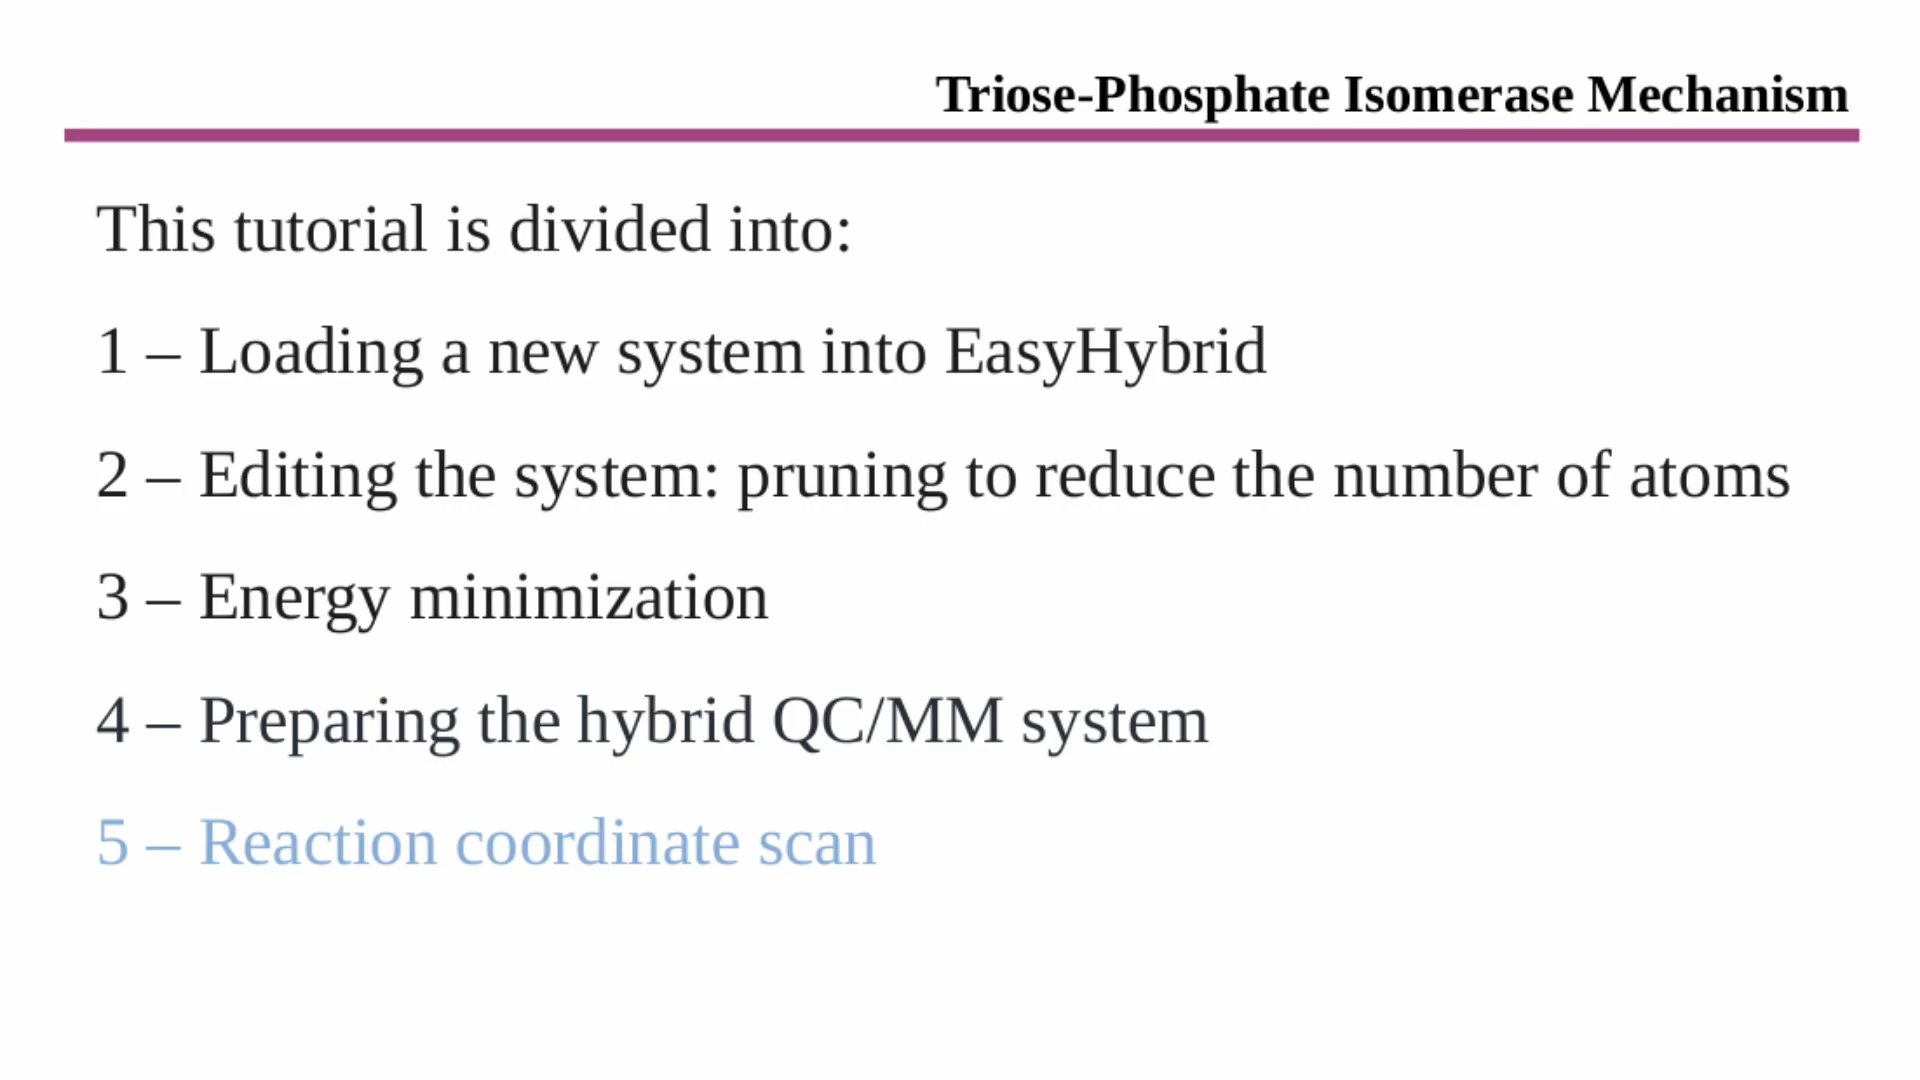 Triose-Phosphate Isomerase Mechanism
This tutorial is divided into:
1 – Loading a new system into EasyHybrid
2 – Editing the system: pruning to reduce the number of atoms
3 – Energy minimization
4 – Preparing the hybrid QC/MM system
5 – Reaction coordinate scan